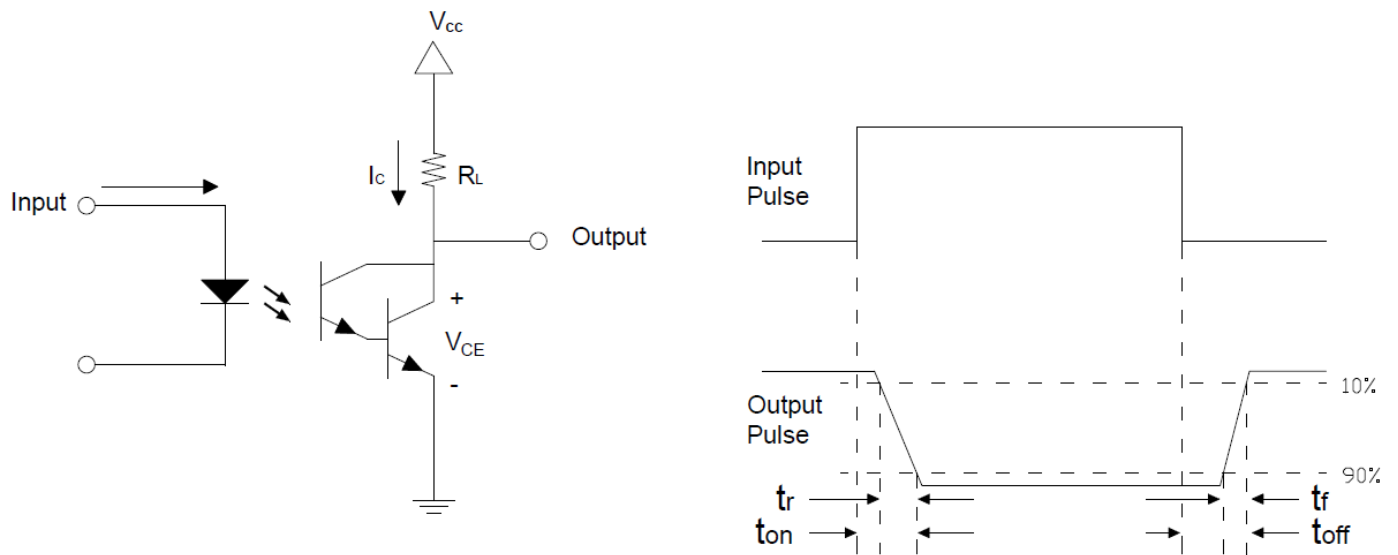 Vcc
Ic
RL
Input
Output
+
VCE
-
Input
Pulse
10%
Output
Pulse
90%
tr
tf
ton
toff